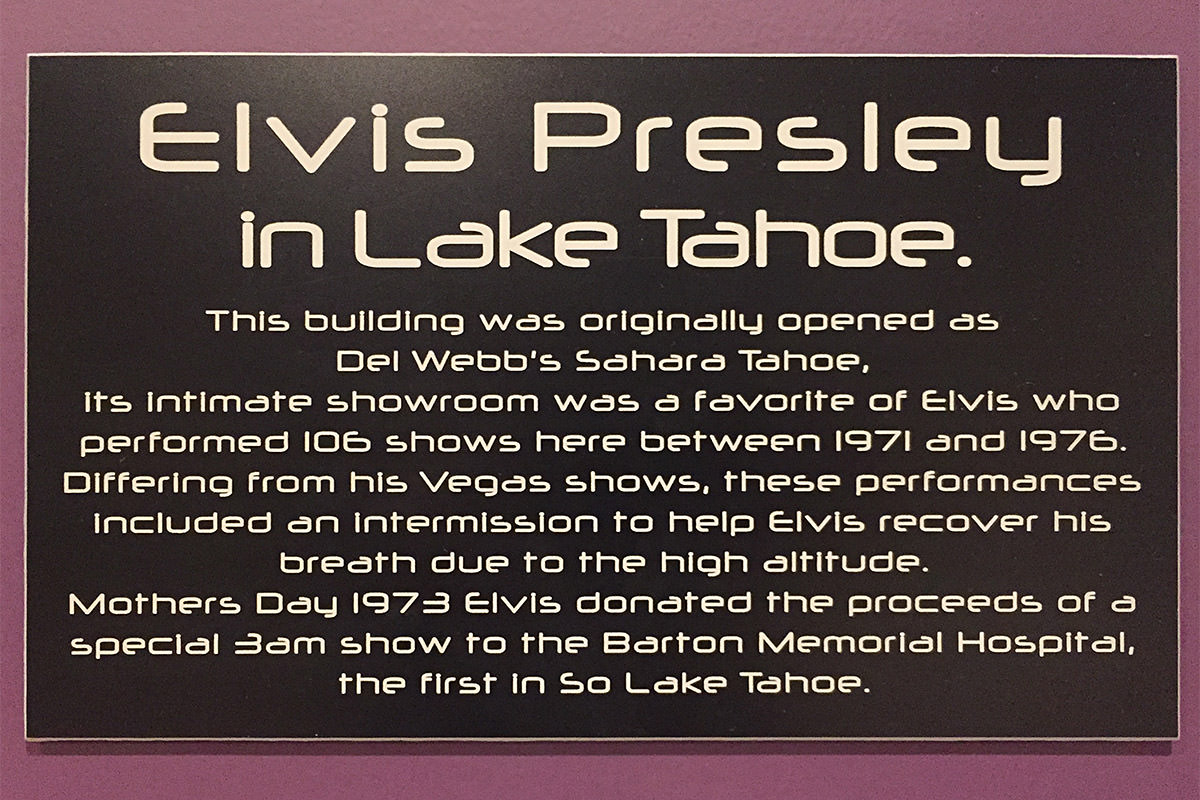 Elvis Presley
in Lake Tahoe.
This building was originally opened as
Del Webb's Sahara Tahoe,
its intimate showroom was a favorite of Elvis who
performed 106 shows here between 1971 and 1976.
Differing from his Vegas shows, these performances
included an intermission to help Elvis recover his
breath due to the high altitude.
Mothers Day 1973 Elvis donated the proceeds of a
special 3am show to the Barton Memorial Hospital,
the first in So Lake Tahoe.